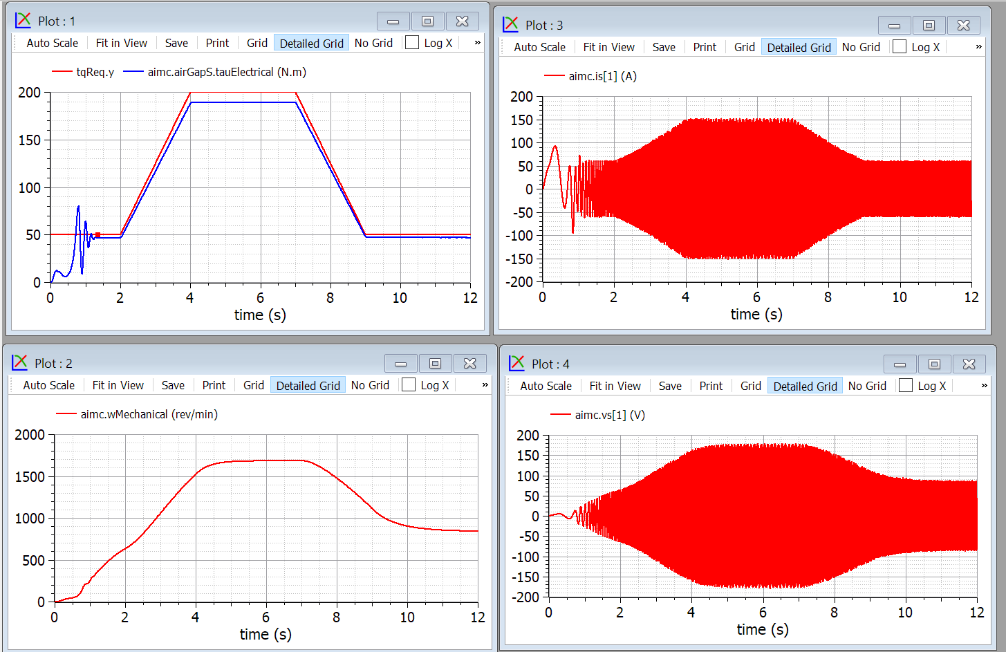 Plot : 1
Auto Scale Fit in View Save Print Grid Detailed Grid No Grid Log X »
tqReq.y aimc.airGapS.tauElectrical (N.m)
200
150
100
50
0
0 2 4 6 8 10 12
time (s)
Plot : 3
Auto Scale Fit in View Save Print Grid Detailed Grid No Grid Log X »
aimc.is[1] (A)
200
150
100
50
0
-50
-100
-150
-200
0 2 4 6 8 10 12
time (s)
Plot : 2
Auto Scale Fit in View Save Print Grid Detailed Grid No Grid Log X »
aimc.wMechanical (rev/min)
2000
1500
1000
500
0
0 2 4 6 8 10 12
time (s)
Plot : 4
Auto Scale Fit in View Save Print Grid Detailed Grid No Grid Log X »
aimc.vs[1] (V)
200
150
100
50
0
-50
-100
-150
-200
0 2 4 6 8 10 12
time (s)